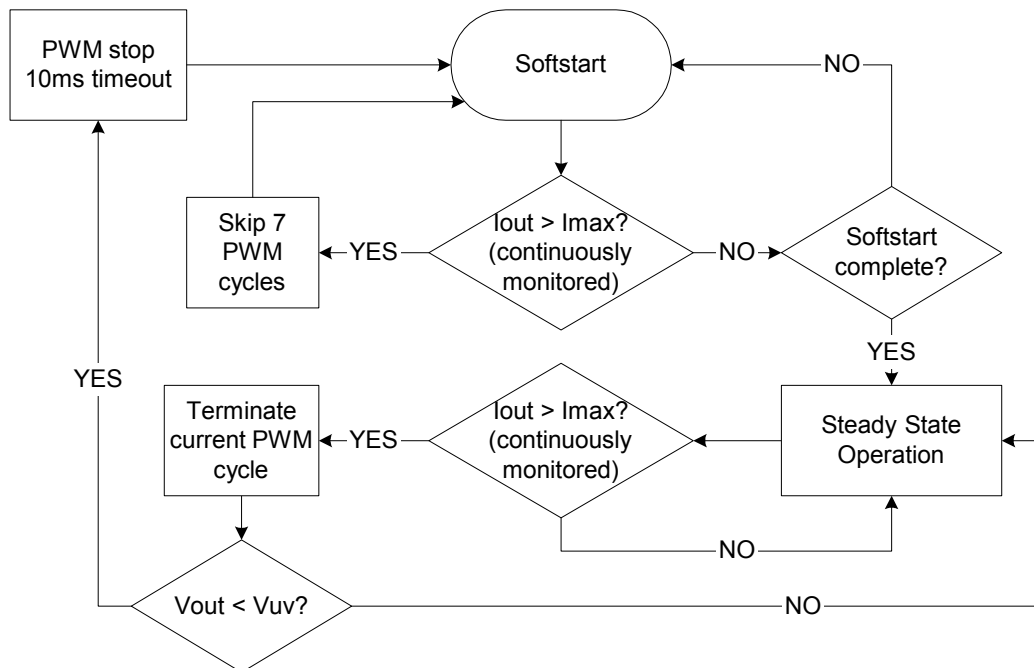 PWM stop
10ms timeout
Softstart
NO
Skip 7
PWM
cycles
YES
Iout > Imax?
(continuously
monitored)
NO
Softstart
complete?
YES
YES
Terminate
current PWM
cycle
YES
Iout > Imax?
(continuously
monitored)
Steady State
Operation
NO
Vout < Vuv?
NO